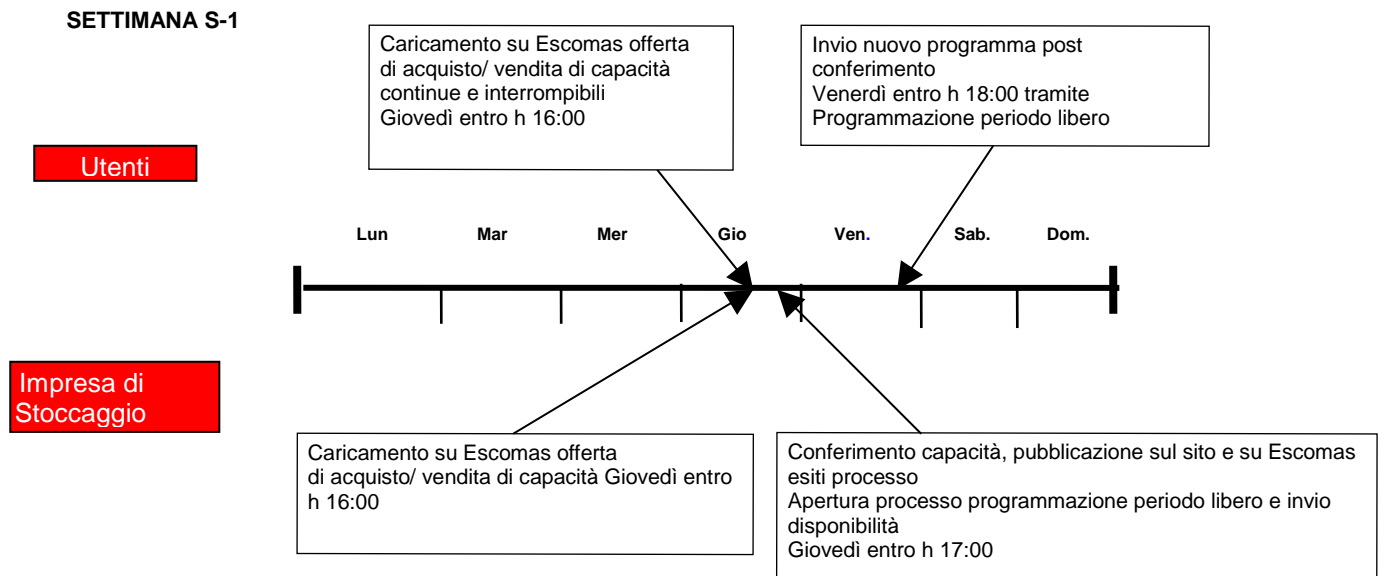 SETTIMANA S-1
Caricamento su Escomas offerta
di acquisto/ vendita di capacità
continue e interrompibili
Giovedì entro h 16:00
Invio nuovo programma post
conferimento
Venerdì entro h 18:00 tramite
Programmazione periodo libero
Utenti
Lun Mar Mer Gio Ven. Sab. Dom.
Impresa di
Stoccaggio
Caricamento su Escomas offerta
di acquisto/ vendita di capacità Giovedì entro
h 16:00
Conferimento capacità, pubblicazione sul sito e su Escomas
esiti processo
Apertura processo programmazione periodo libero e invio
disponibilità
Giovedì entro h 17:00